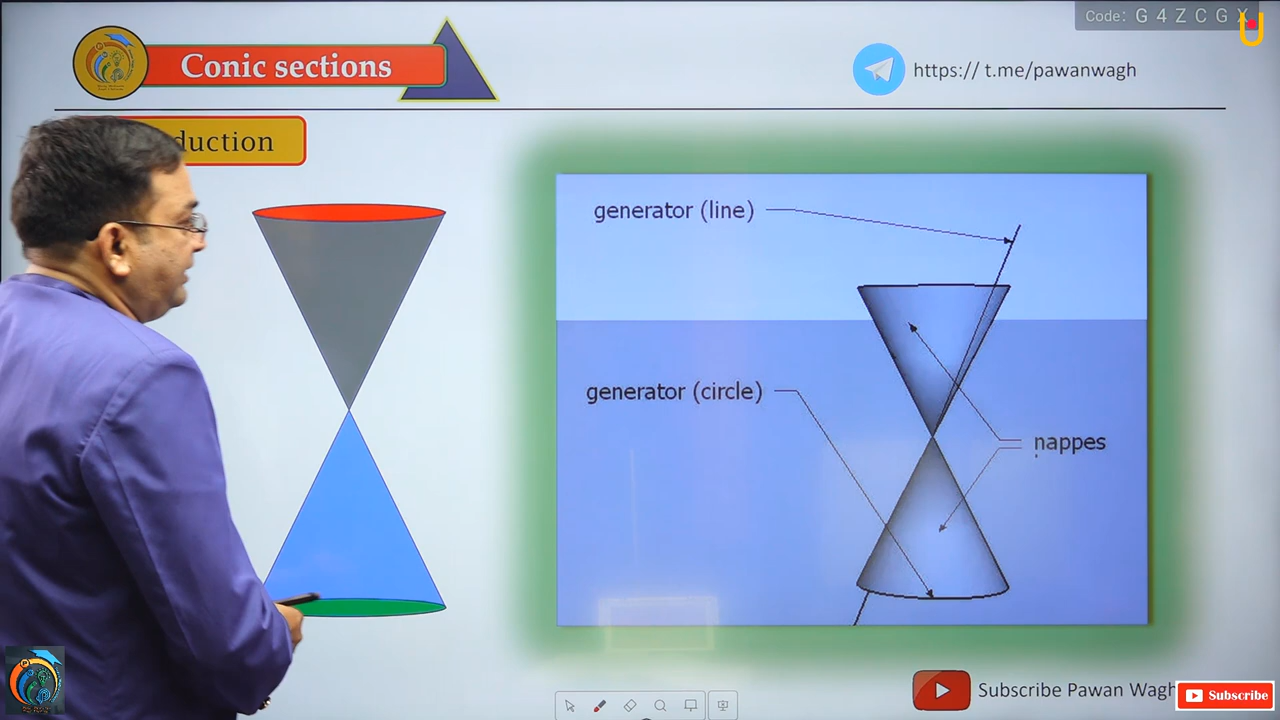 Code: G 4 Z C G X
Conic sections
https:// t.me/pawanwagh
duction
generator (line)
generator (circle)
nappes
Subscribe Pawan Wagh
Subscribe